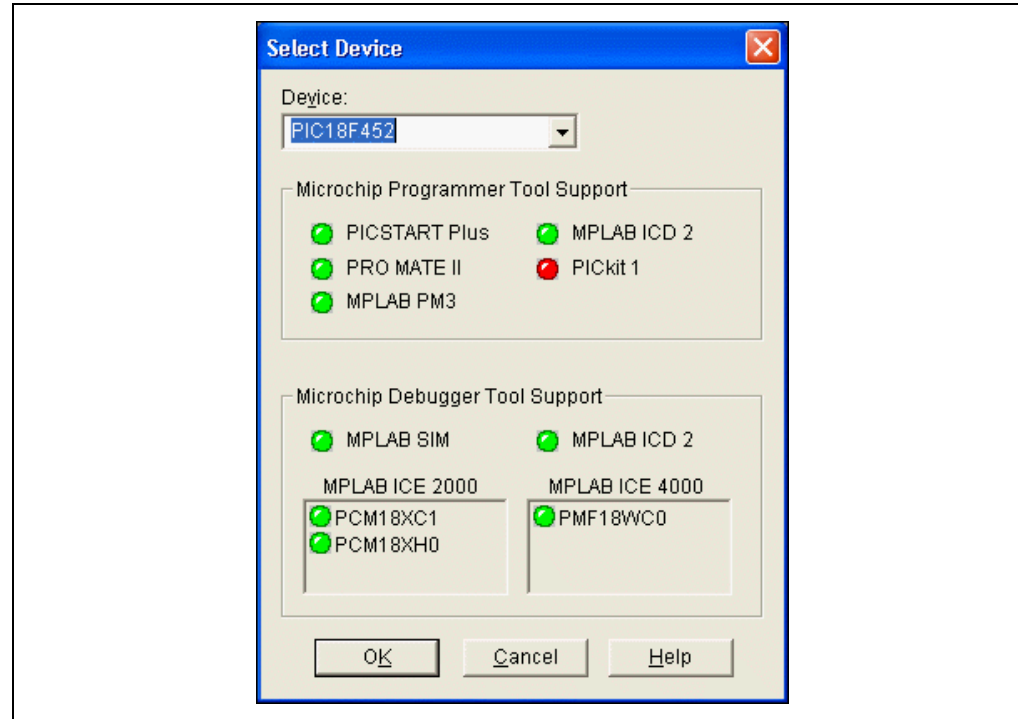 Select Device
Device:
PIC18F452
Microchip Programmer Tool Support
PICSTART Plus
MPLAB ICD 2
PRO MATE II
PICkit 1
MPLAB PM3
Microchip Debugger Tool Support
MPLAB SIM
MPLAB ICD 2
MPLAB ICE 2000
MPLAB ICE 4000
PCM18XC1
PMF18WC0
PCM18XH0
OK
Cancel
Help